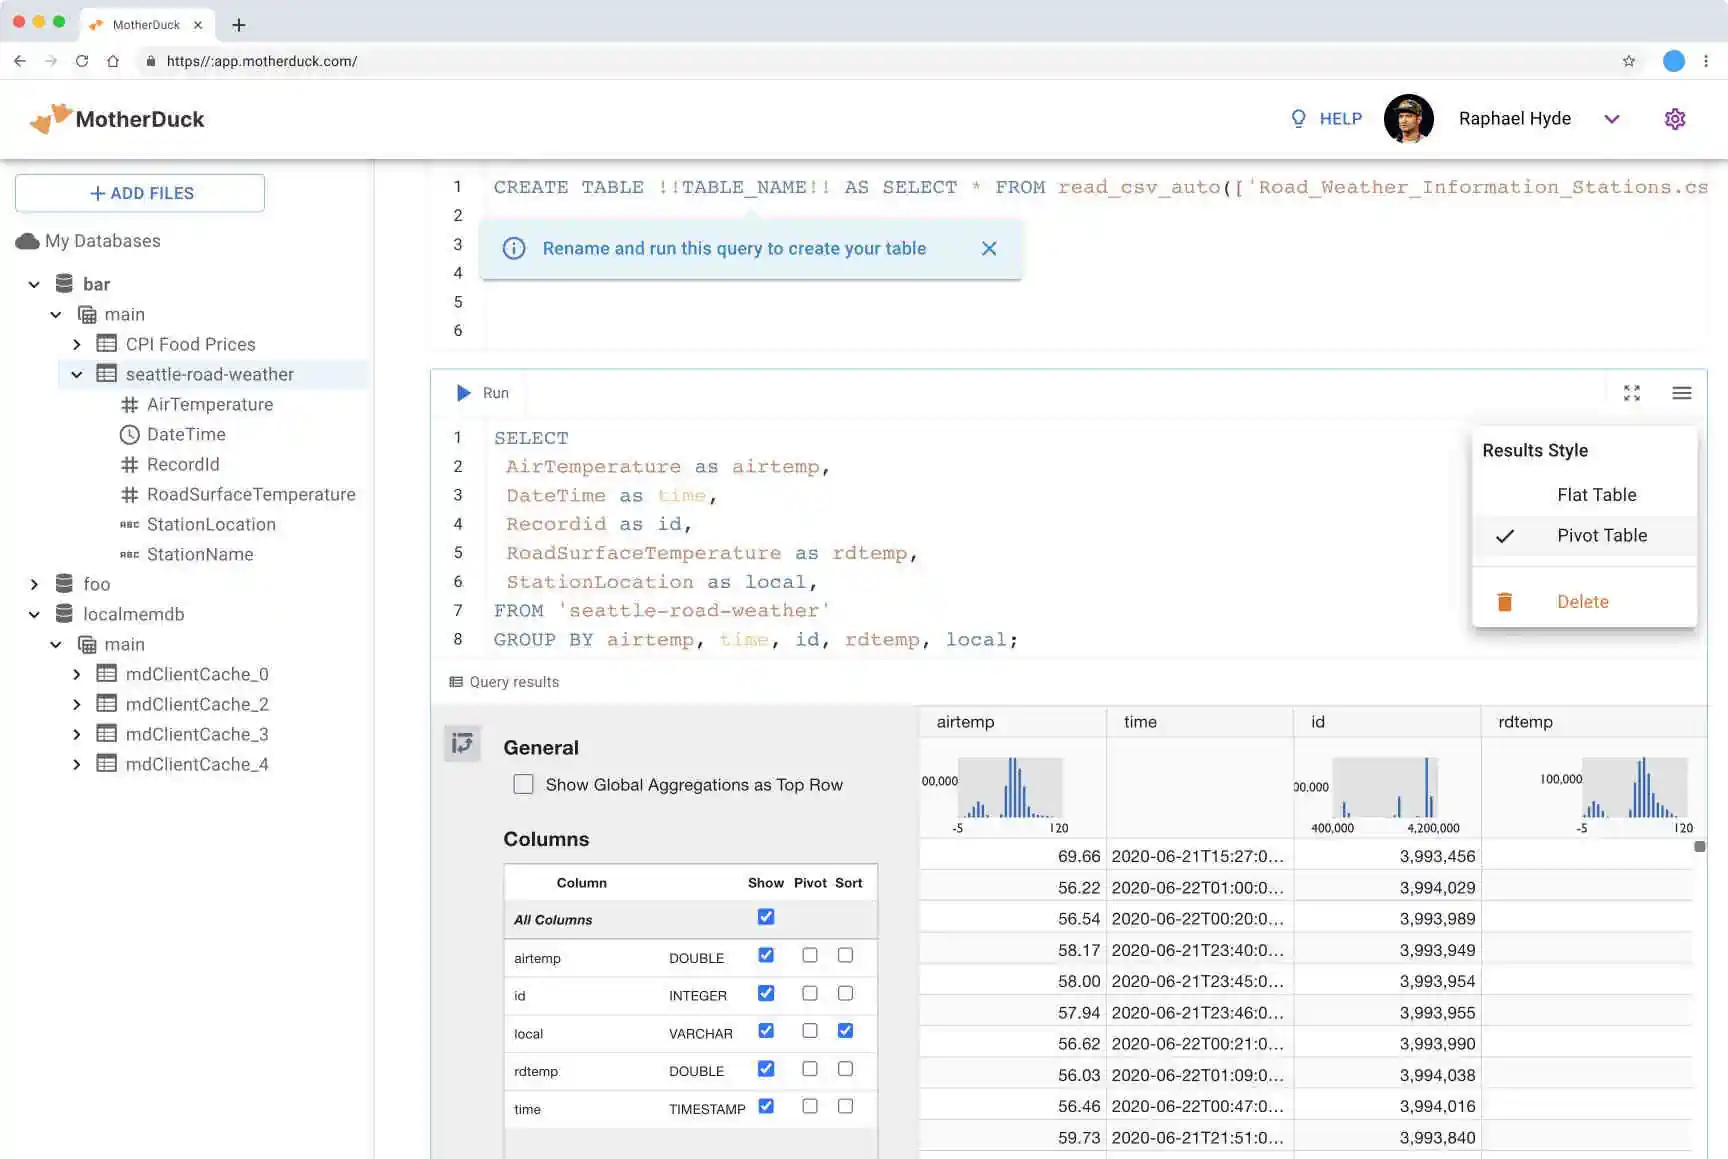 MotherDuck
https//:app.motherduck.com/
MotherDuck
HELP
Raphael Hyde
ADD FILES
My Databases
bar
main
CPI Food Prices
seattle-road-weather
AirTemperature
DateTime
RecordId
RoadSurfaceTemperature
ABC StationLocation
ABC StationName
foo
localmemdb
main
mdClientCache_0
mdClientCache_2
mdClientCache_3
mdClientCache_4
1 CREATE TABLE !!TABLE_NAME!! AS SELECT * FROM read_csv_auto(['Road_Weather_Information_Stations.cs
2
3
4
5
6
Rename and run this query to create your table
Run
1 SELECT
2 AirTemperature as airtemp,
3 DateTime as time,
4 Recordid as id,
5 RoadSurfaceTemperature as rdtemp,
6 StationLocation as local,
7 FROM 'seattle-road-weather'
8 GROUP BY airtemp, time, id, rdtemp, local;
Results Style
Flat Table
Pivot Table
Delete
Query results
General
Show Global Aggregations as Top Row
Columns
Column Show Pivot Sort
All Columns
airtemp DOUBLE
id INTEGER
local VARCHAR
rdtemp DOUBLE
time TIMESTAMP
airtemp time id rdtemp
00,000 00.000 100,000
-5 120 400,000 4,200,000 -5 120
69.66 2020-06-21T15:27:0... 3,993,456
56.22 2020-06-22T01:00:0... 3,994,029
56.54 2020-06-22T00:20:0... 3,993,989
58.17 2020-06-21T23:40:0... 3,993,949
58.00 2020-06-21T23:45:0... 3,993,954
57.94 2020-06-21T23:46:0... 3,993,955
56.62 2020-06-22T00:21:0... 3,993,990
56.03 2020-06-22T01:09:0... 3,994,038
56.46 2020-06-22T00:47:0... 3,994,016
59.73 2020-06-21T21:51:0... 3,993,840